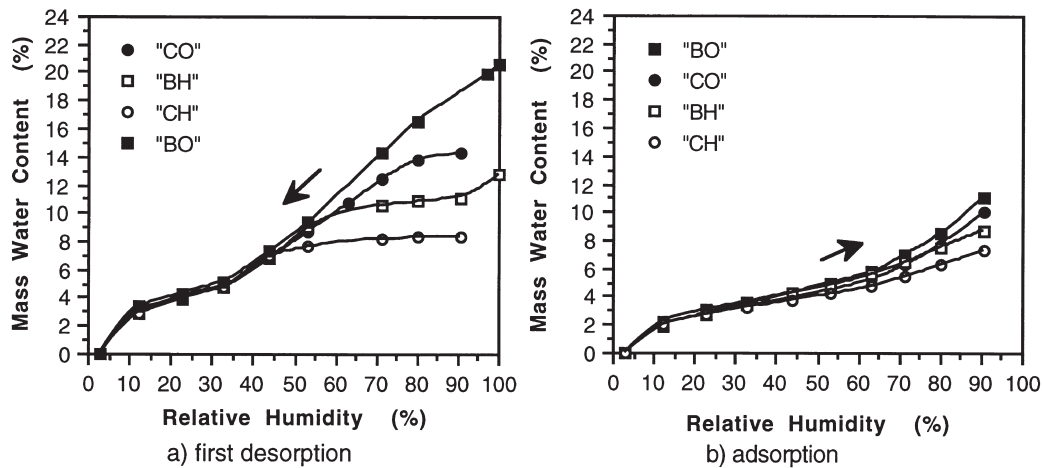 24
22
20
18
16
14
12
10
8
6
4
2
0
Mass Water Content (%)
"CO"
"BH"
"CH"
"BO"
0 10 20 30 40 50 60 70 80 90 100
Relative Humidity (%)
a) first desorption
24
22
20
18
16
14
12
10
8
6
4
2
0
Mass Water Content (%)
"BO"
"CO"
"BH"
"CH"
0 10 20 30 40 50 60 70 80 90 100
Relative Humidity (%)
b) adsorption